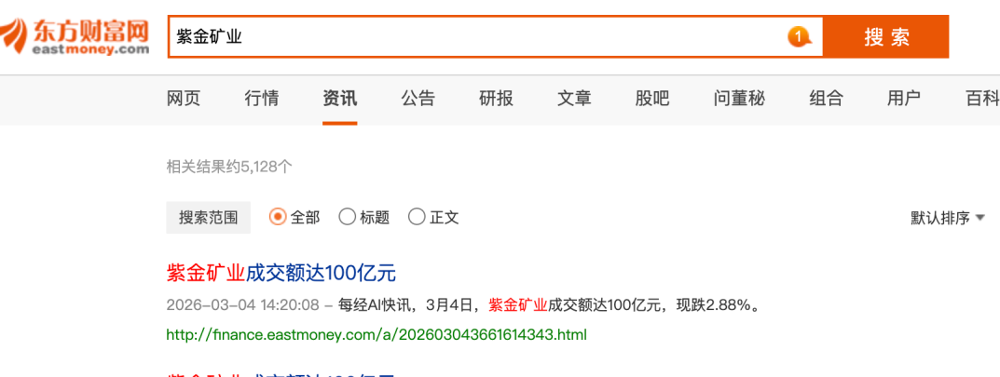 东方财富网
eastmoney.com
紫金矿业
1
搜索
网页 行情 资讯 公告 研报 文章 股吧 问董秘 组合 用户 百科
相关结果约5,128个
搜索范围 全部 标题 正文 默认排序
紫金矿业成交额达100亿元
2026-03-04 14:20:08 - 每经AI快讯，3月4日，紫金矿业成交额达100亿元，现跌2.88%。
http://finance.eastmoney.com/a/202603043661614343.html